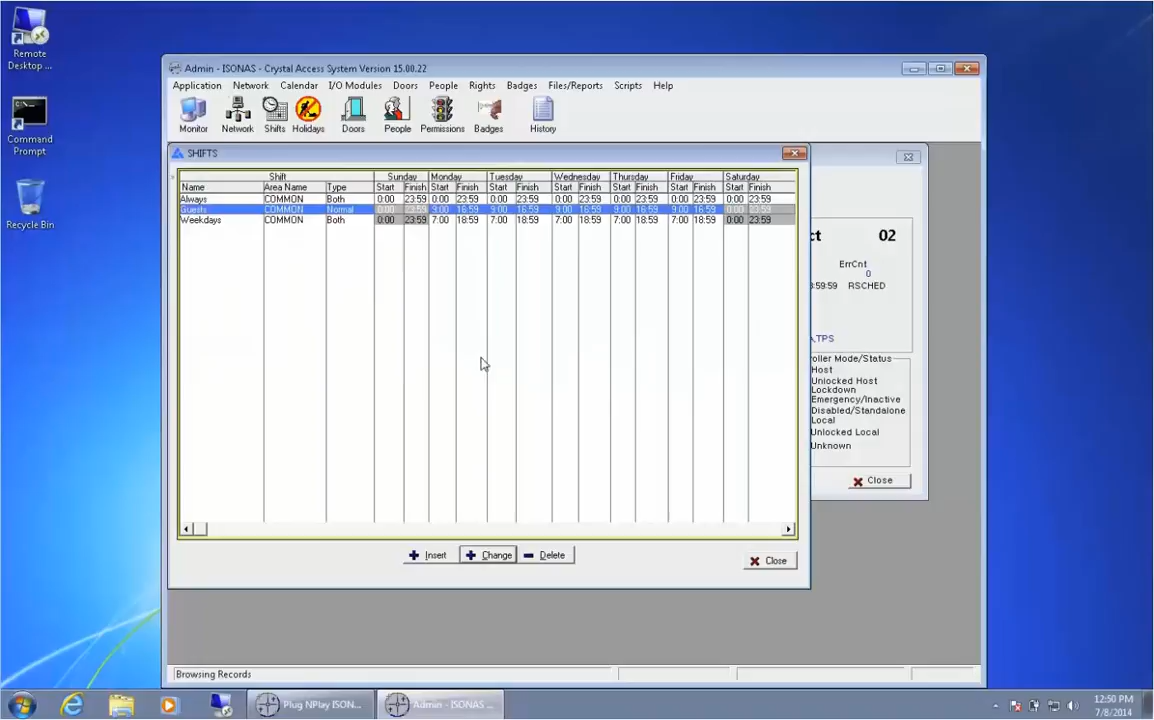 Remote
Desktop ...
Command
Prompt
Recycle Bin
Admin - ISONAS - Crystal Access System Version 15.00.22
Application Network Calendar I/O Modules Doors People Rights Badges Files/Reports Scripts Help
Monitor Network Shifts Holidays Doors People Permissions Badges History
SHIFTS
Shift Sunday Monday Tuesday Wednesday Thursday Friday Saturday
Name Area Name Type Start Finish Start Finish Start Finish Start Finish Start Finish Start Finish Start Finish
Always COMMON Both 0:00 23:59 0:00 23:59 0:00 23:59 0:00 23:59 0:00 23:59 0:00 23:59 0:00 23:59
Guests COMMON Normal 0:00 23:59 9:00 16:59 9:00 16:59 9:00 16:59 9:00 16:59 9:00 16:59 0:00 23:59
Weekdays COMMON Both 0:00 23:59 7:00 18:59 7:00 18:59 7:00 18:59 7:00 18:59 7:00 18:59 0:00 23:59
Insert Change Delete
Close
ct 02
ErrCnt
0
:59:59 RSCHED
A,TPS
oller Mode/Status
Host
Unlocked Host
Lockdown
Emergency/Inactive
Disabled/Standalone
Local
Unlocked Local
Unknown
Close
Browsing Records
Plug NPlay ISON... Admin - ISONAS ...
12:50 PM
7/8/2014